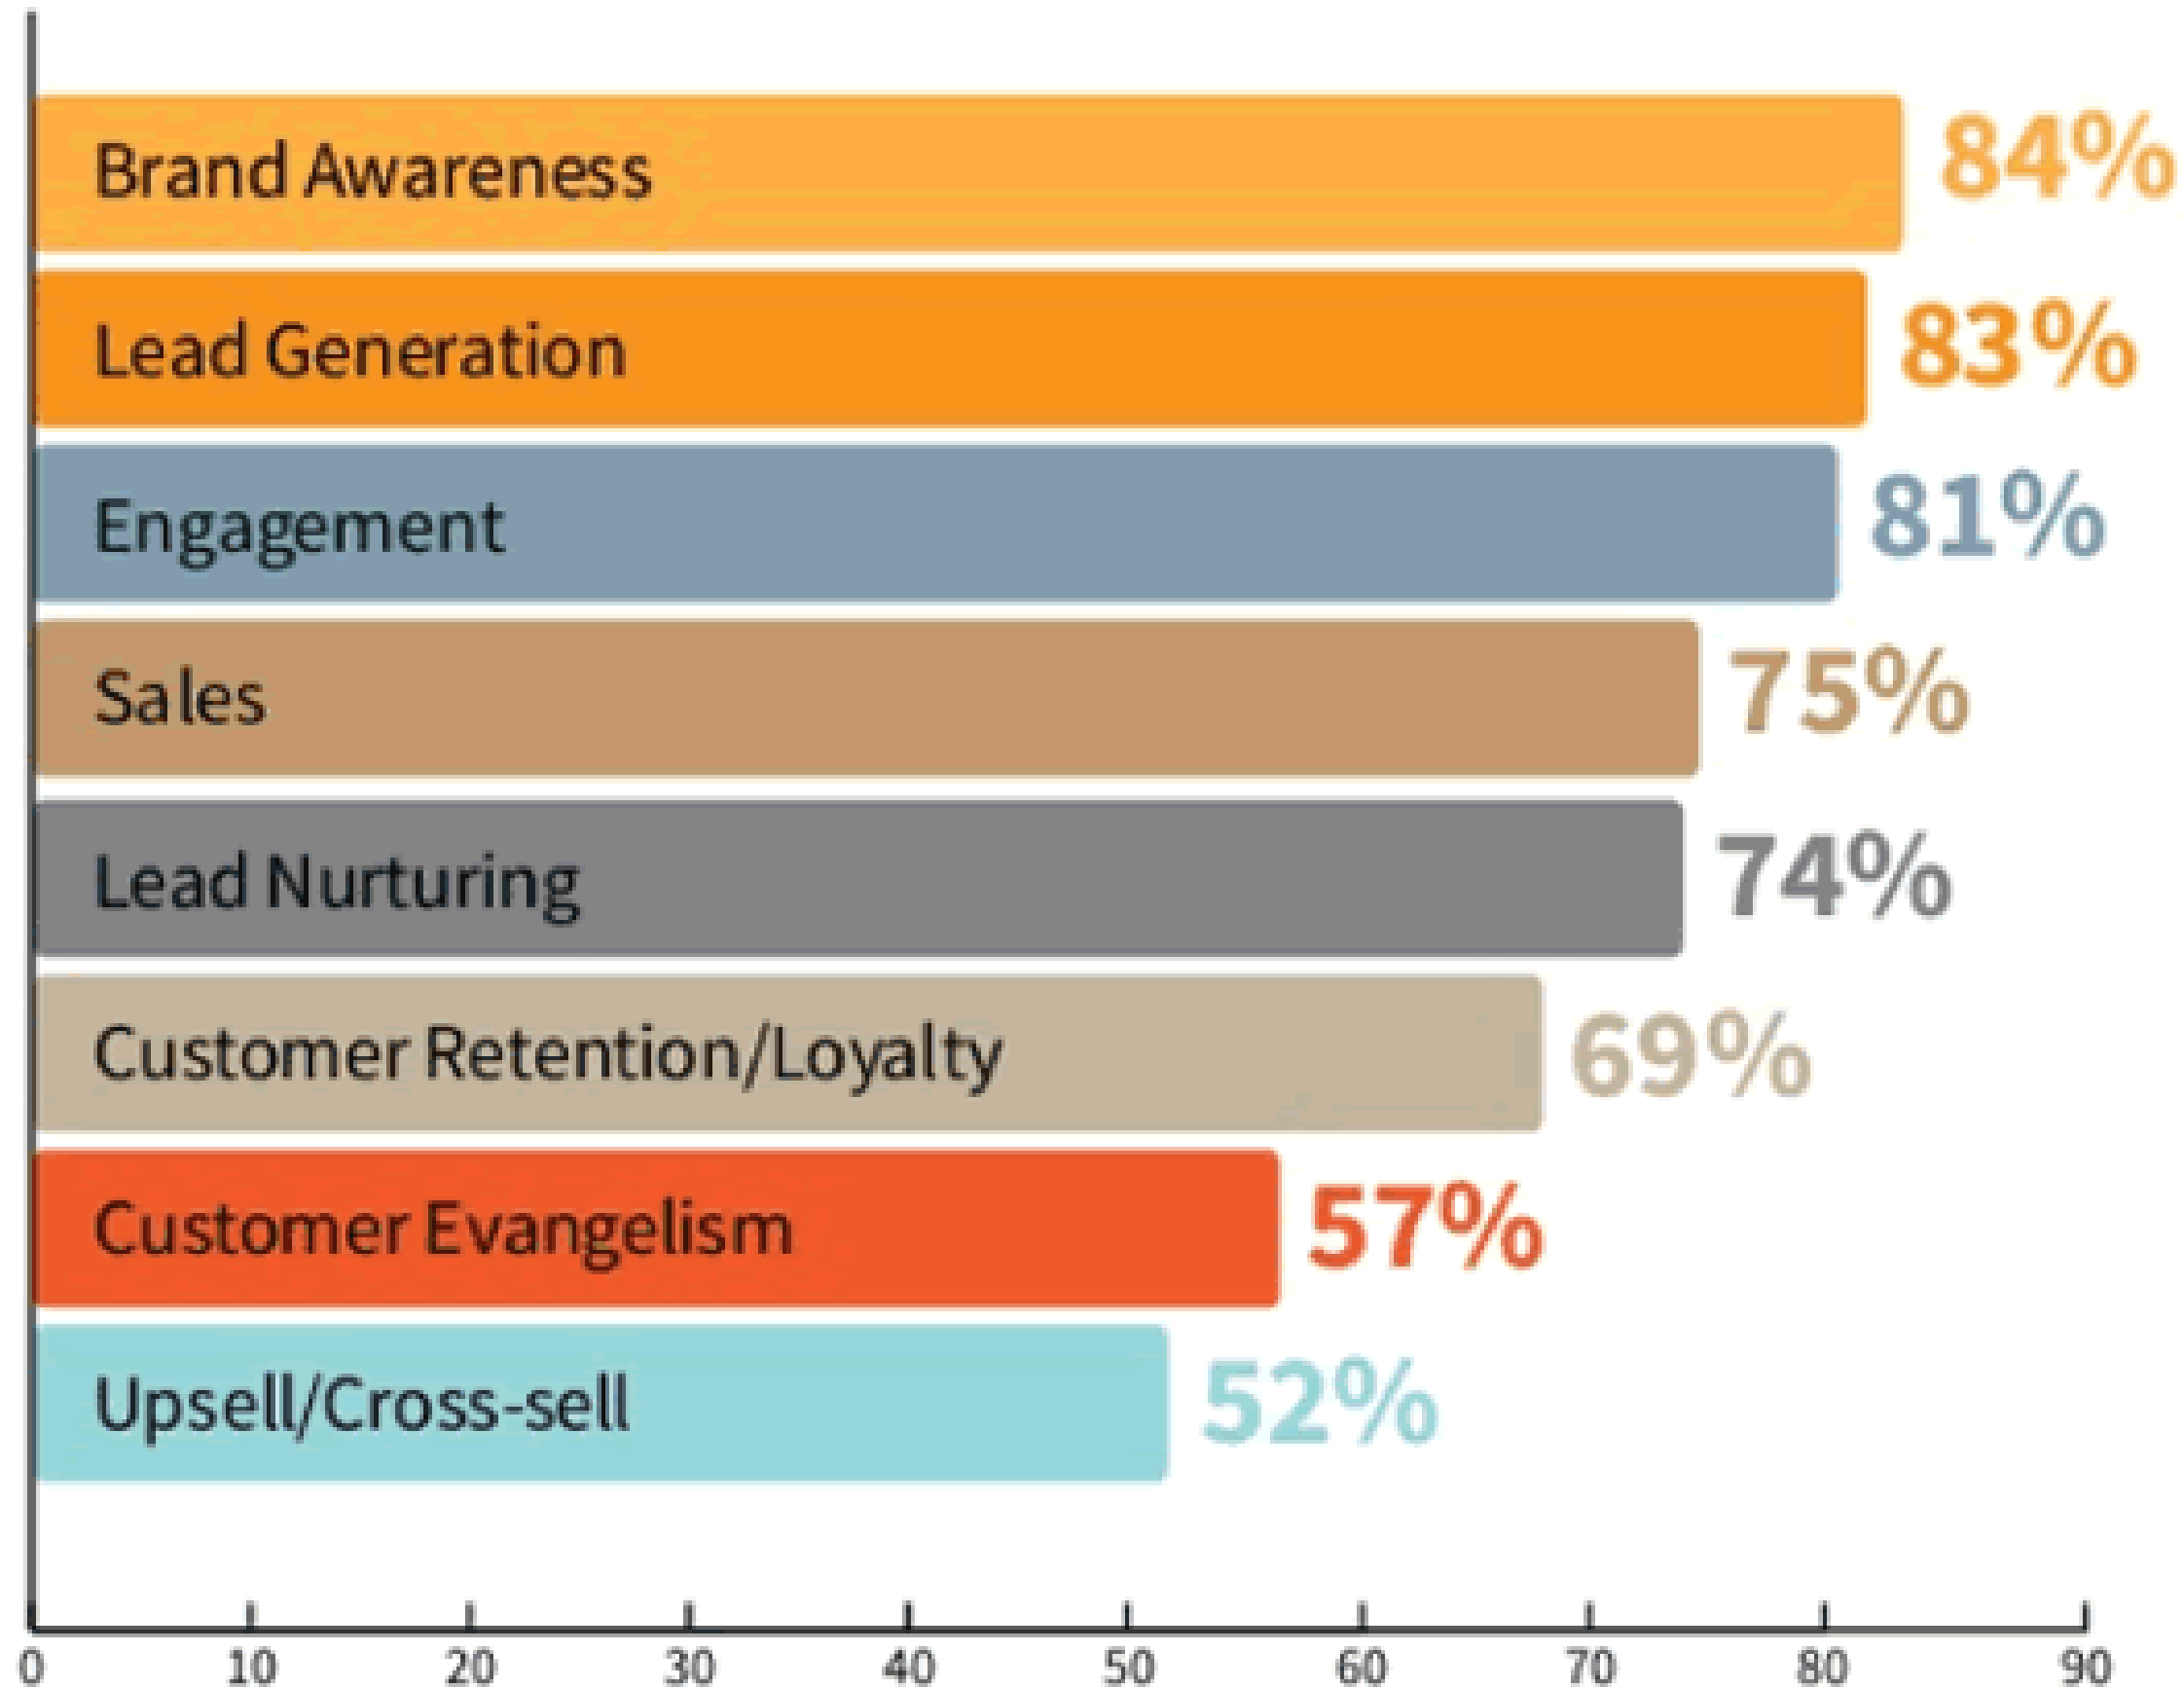 Brand Awareness 84%
Lead Generation 83%
Engagement 81%
Sales 75%
Lead Nurturing 74%
Customer Retention/Loyalty 69%
Customer Evangelism 57%
Upsell/Cross-sell 52%
0 10 20 30 40 50 60 70 80 90